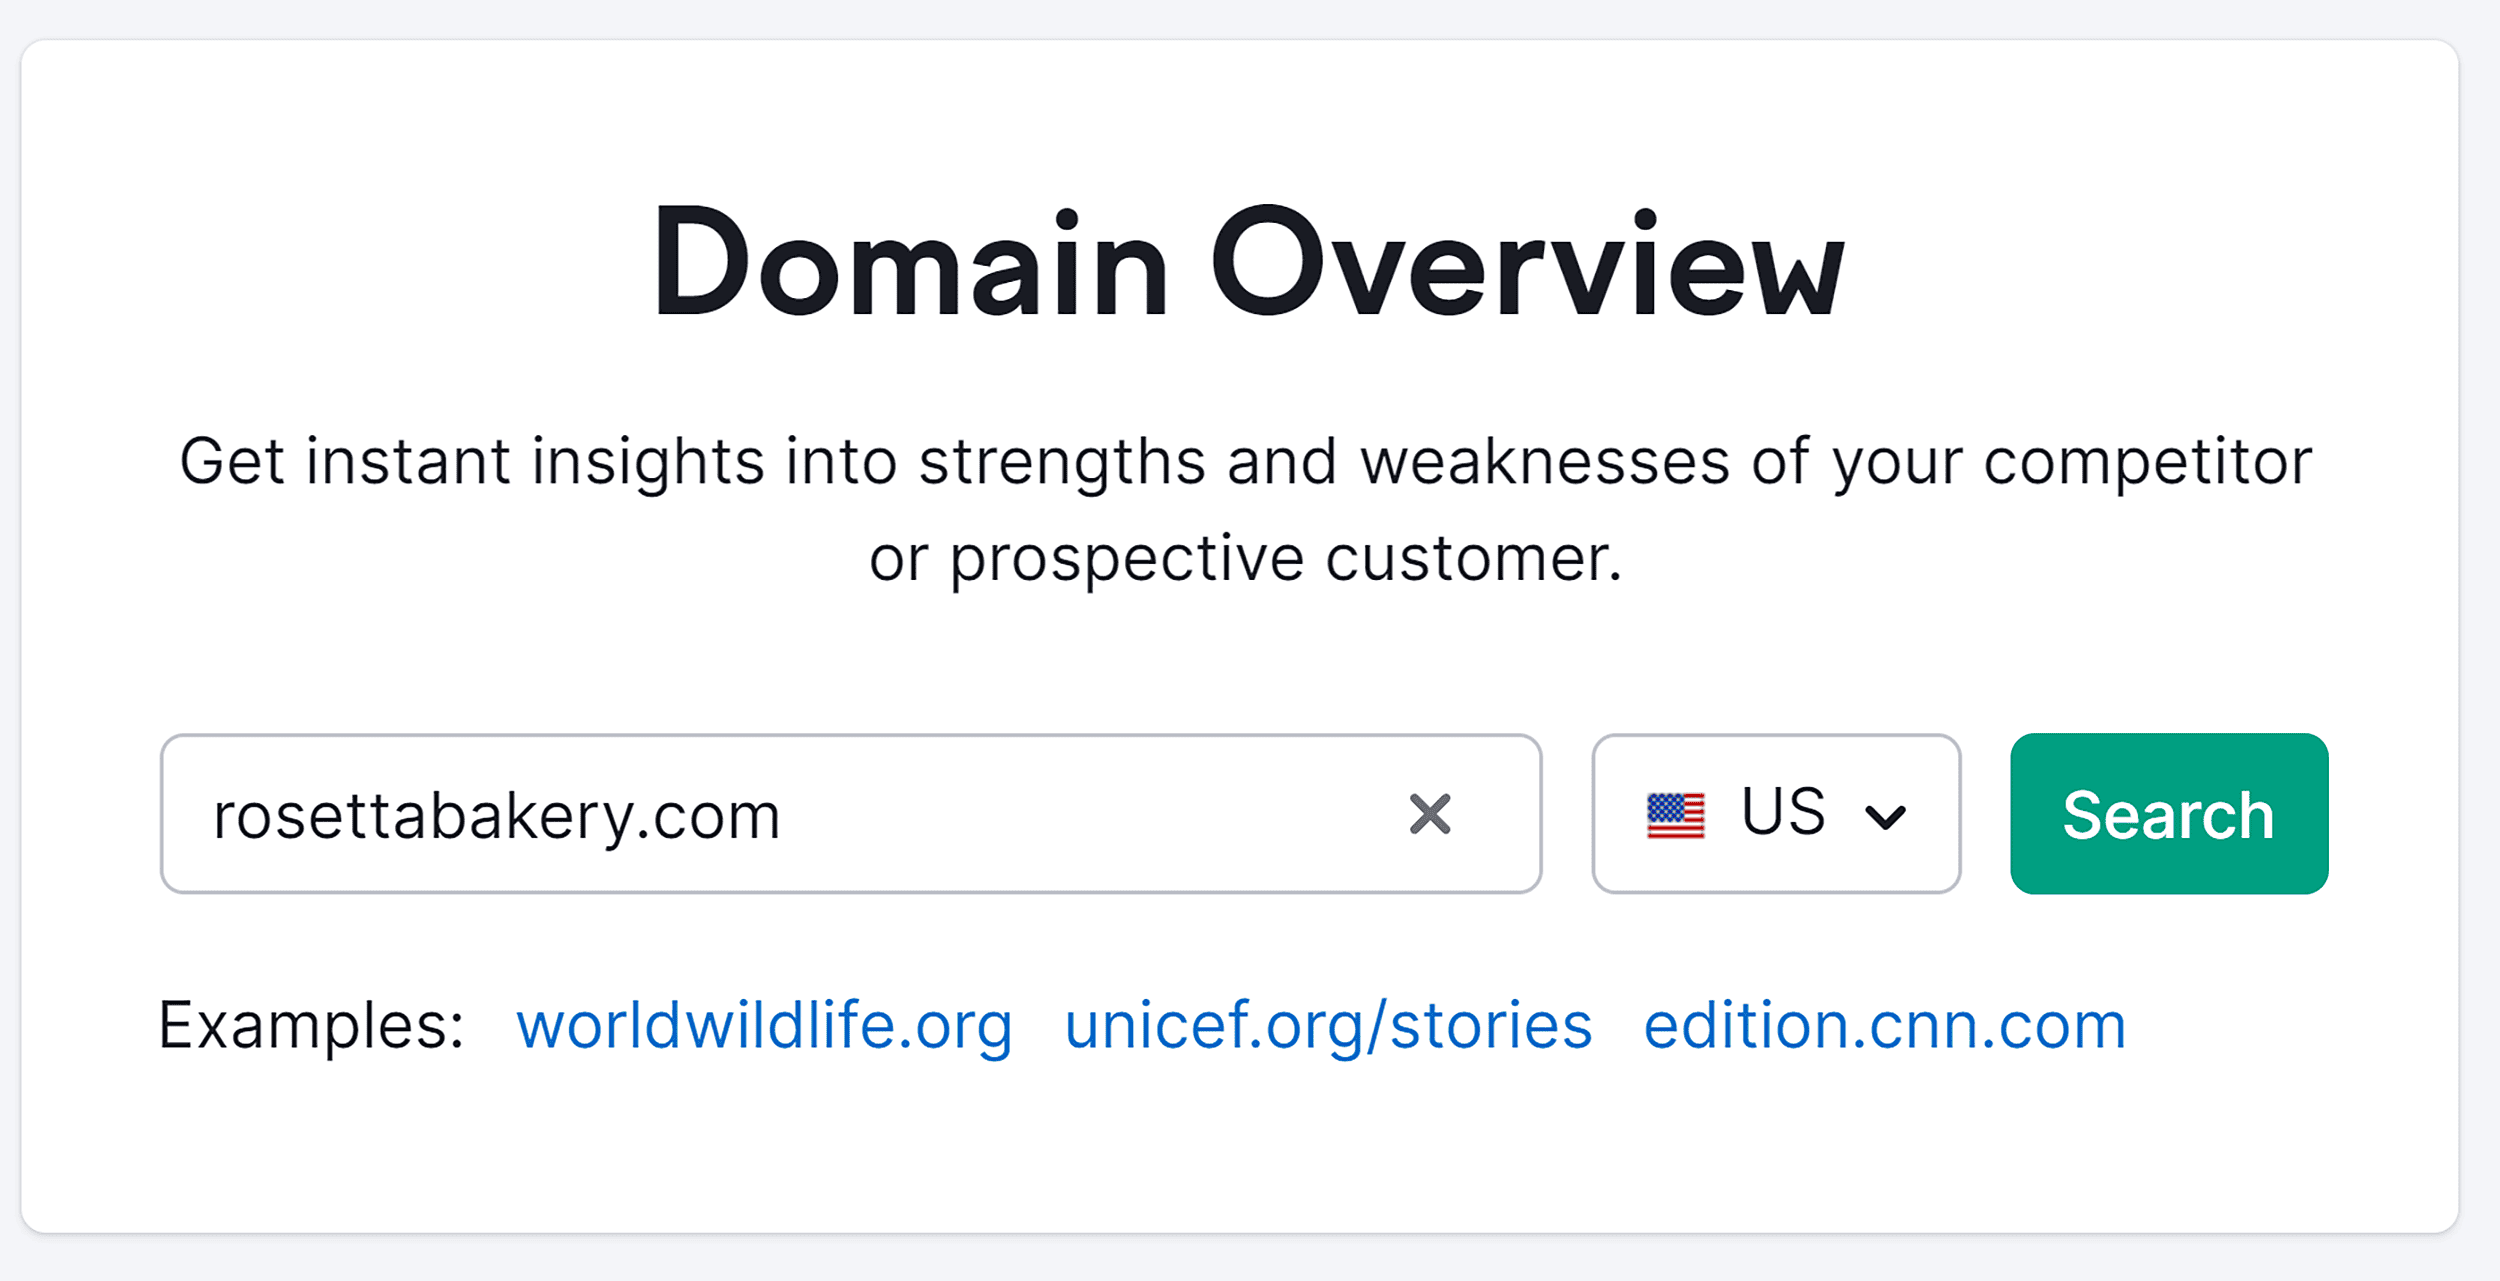 Domain Overview
Get instant insights into strengths and weaknesses of your competitor
or prospective customer.
rosettabakery.com US Search
Examples: worldwildlife.org unicef.org/stories edition.cnn.com